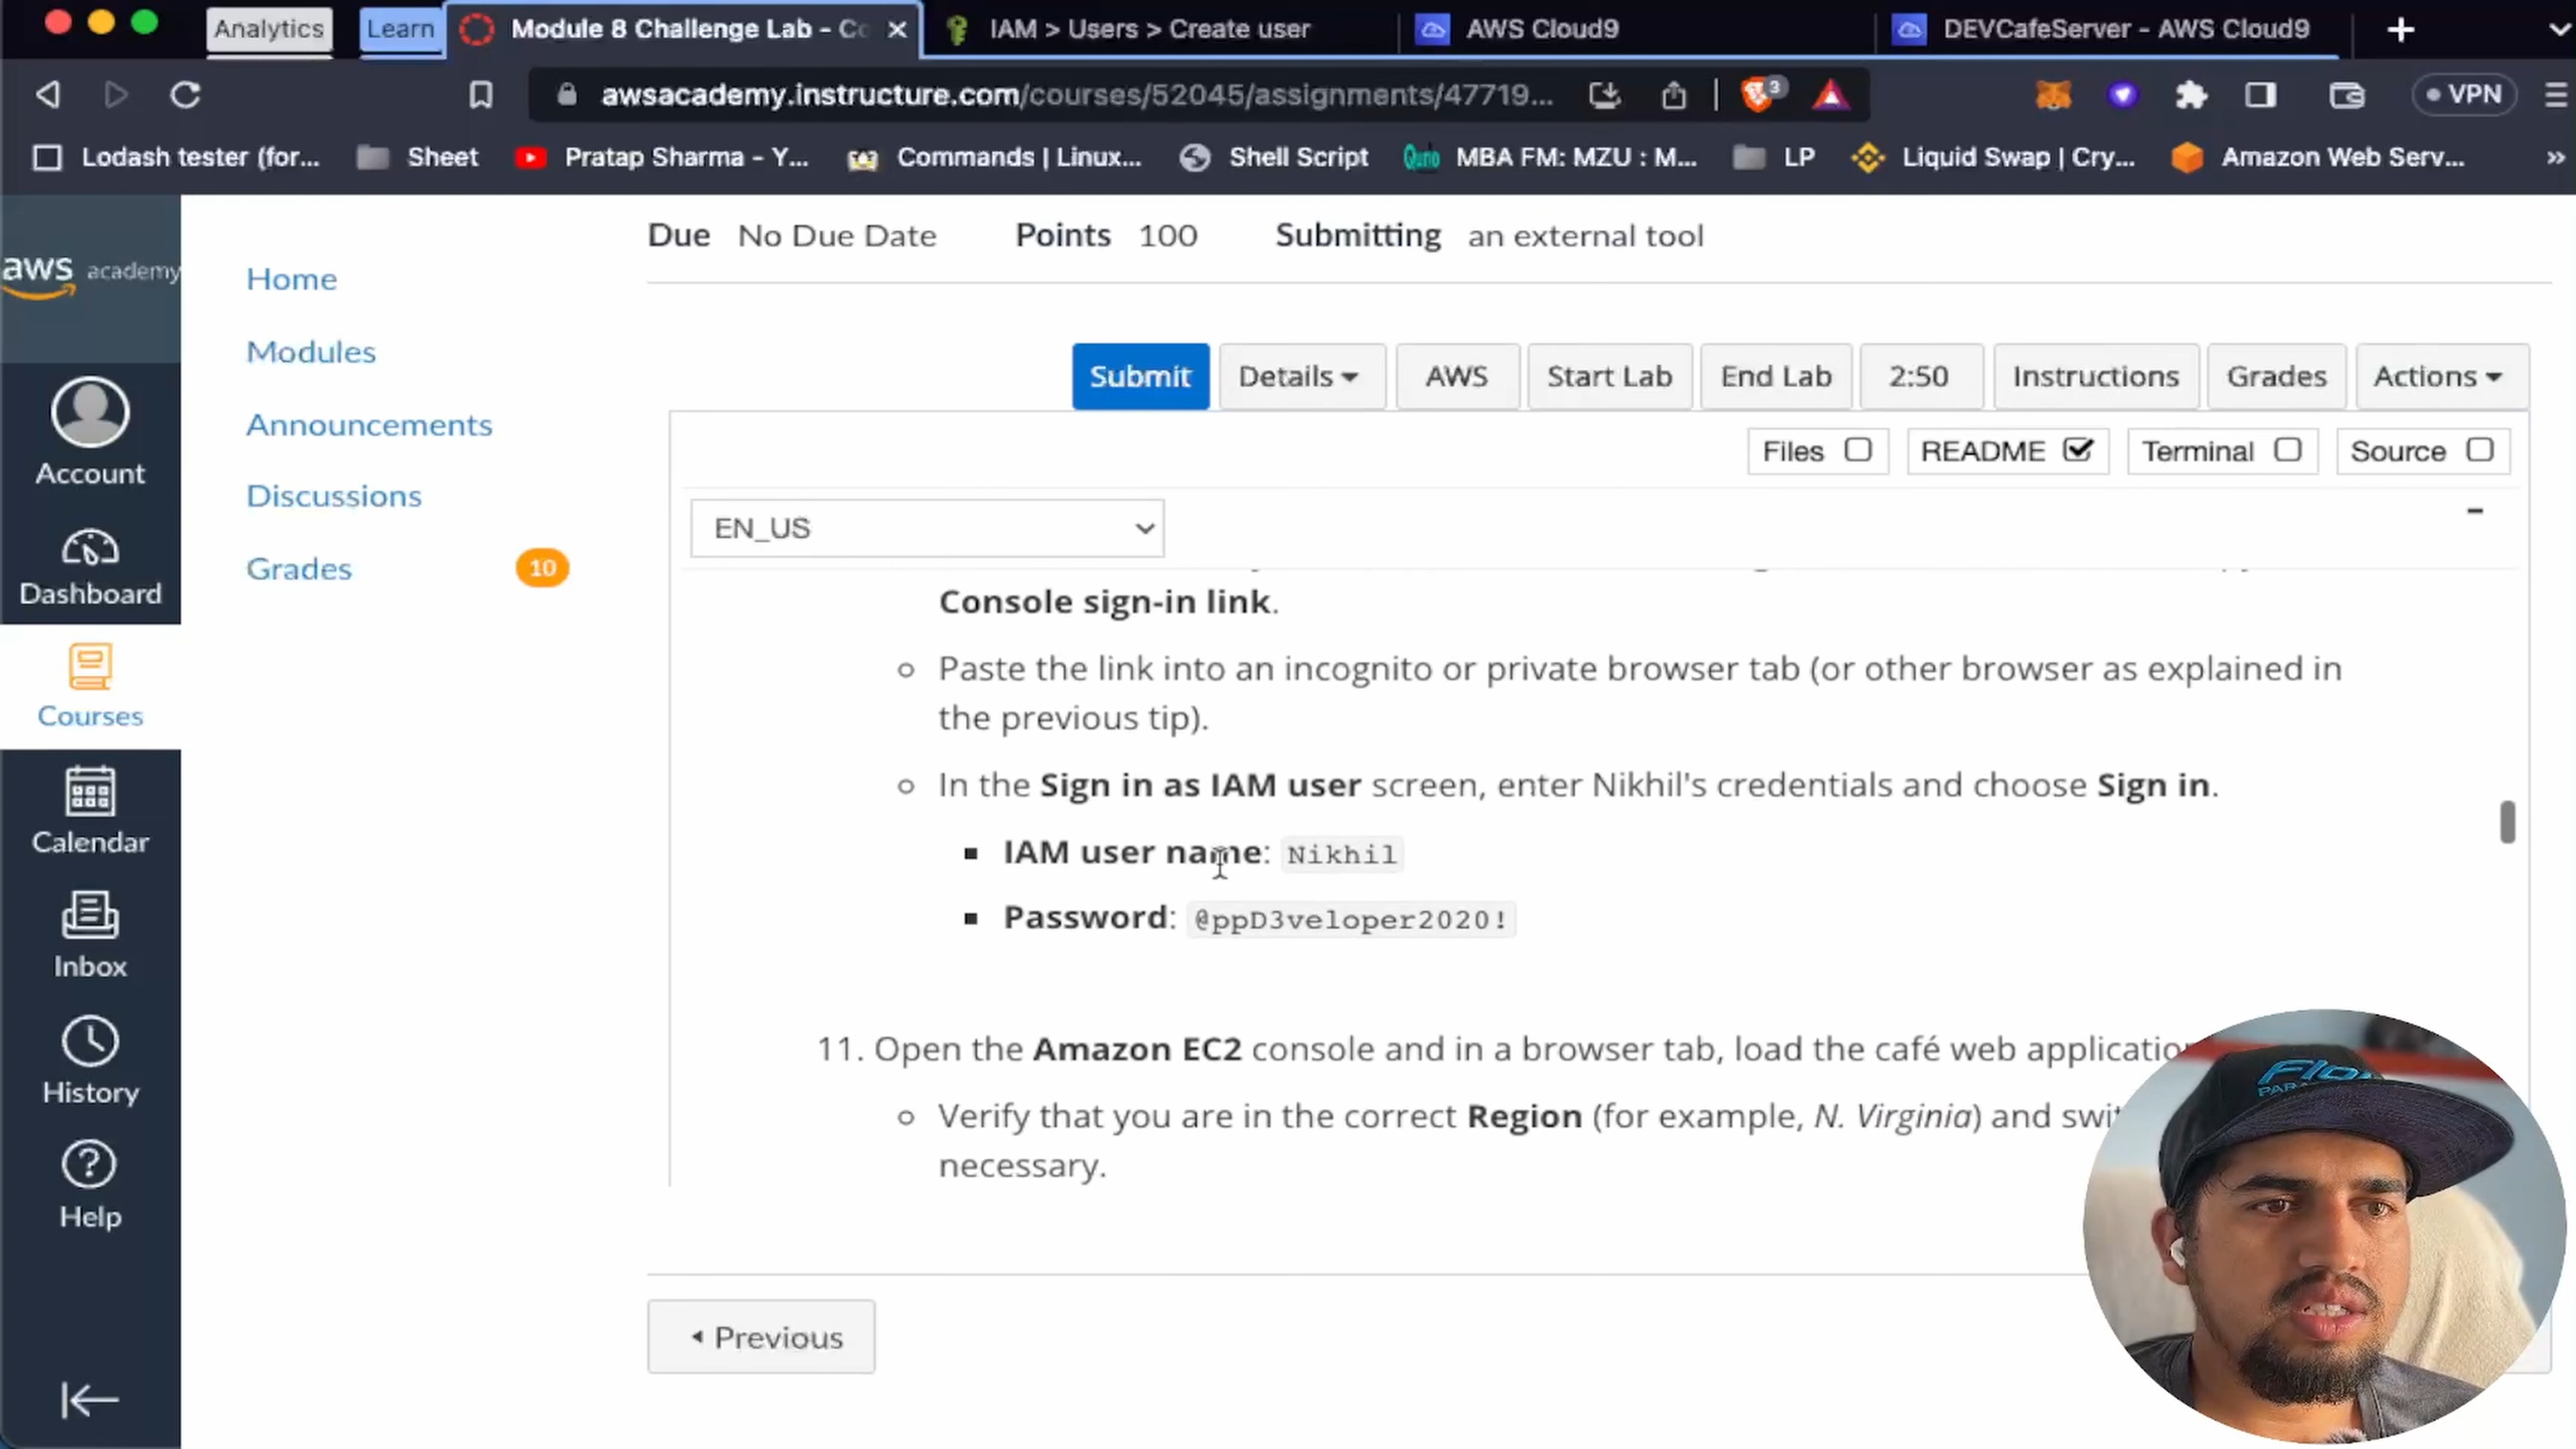 Analytics Learn Module 8 Challenge Lab - Co IAM > Users > Create user AWS Cloud9 DEVCafeServer - AWS Cloud9
awsacademy.instructure.com/courses/52045/assignments/47719... 3 VPN
Lodash tester (for... Sheet Pratap Sharma - Y... Commands | Linux... Shell Script MBA FM: MZU : M... LP Liquid Swap | Cry... Amazon Web Serv... »
aws academy
Account
Dashboard
Courses
Calendar
Inbox
History
Help
Home
Modules
Announcements
Discussions
Grades 10
Due No Due Date Points 100 Submitting an external tool
Submit Details AWS Start Lab End Lab 2:50 Instructions Grades Actions
Files README Terminal Source
EN_US
Console sign-in link.
Paste the link into an incognito or private browser tab (or other browser as explained in
the previous tip).
In the Sign in as IAM user screen, enter Nikhil's credentials and choose Sign in.
IAM user name: Nikhil
Password: @ppD3veloper2020!
11. Open the Amazon EC2 console and in a browser tab, load the café web
Verify that you are in the correct Region (for example, N. Virginia) and
necessary.
Previous